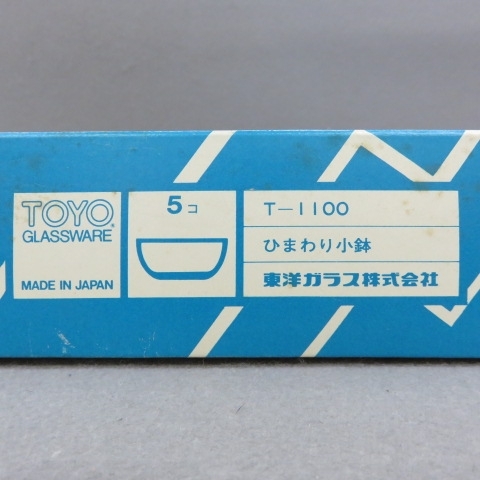 TOYO®
GLASSWARE
MADE IN JAPAN
5コ
T-1100
ひまわり小鉢
東洋ガラス株式会社